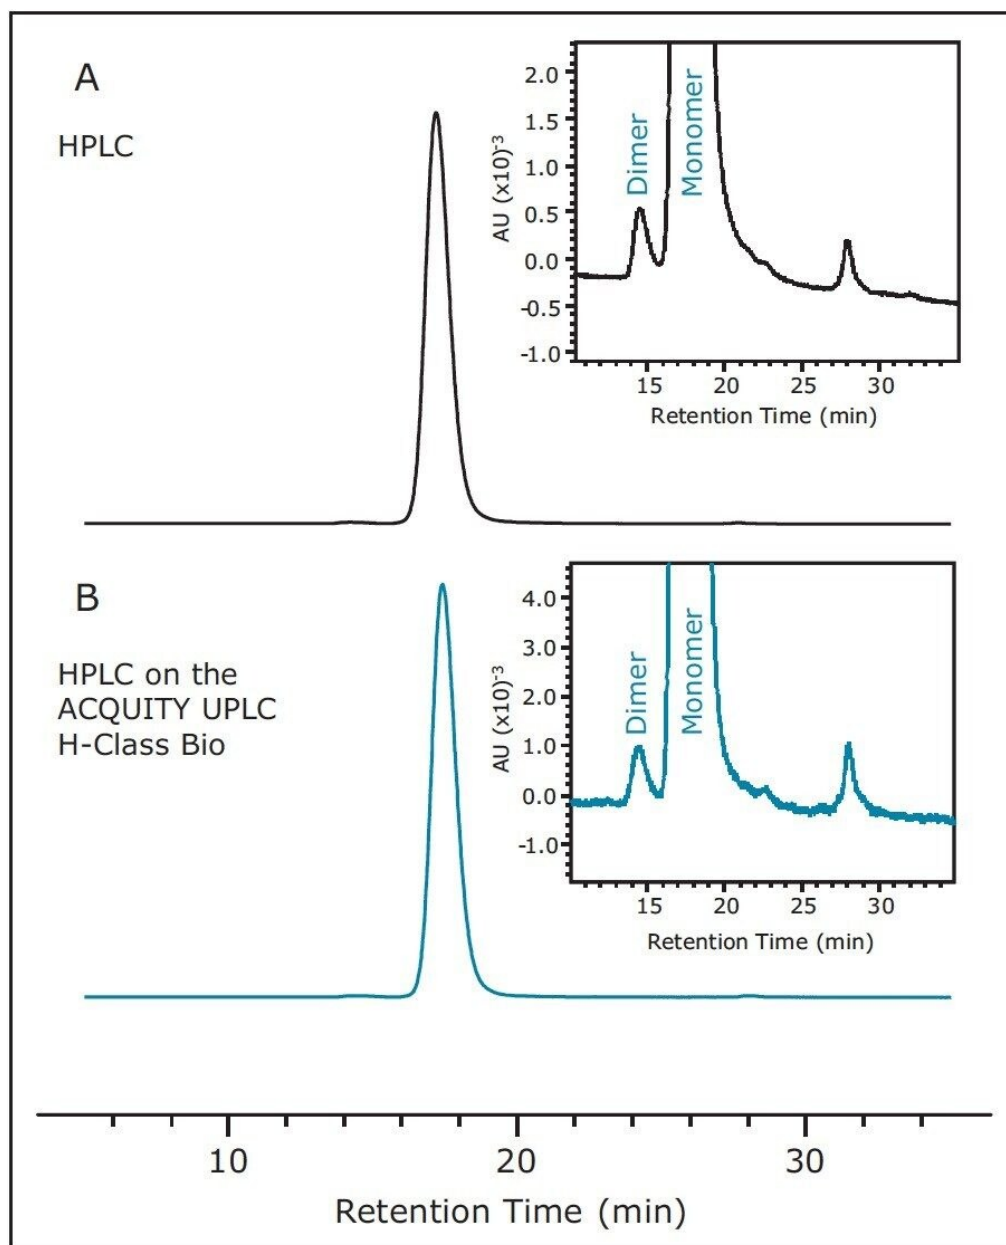 A
HPLC
2.0
1.5
1.0
0.5
0.0
-0.5
-1.0
AU (x10)-3
Dimer
Monomer
15 20 25 30
Retention Time (min)
B
HPLC on the
ACQUITY UPLC
H-Class Bio
4.0
3.0
2.0
1.0
0.0
-1.0
AU (x10)-3
Dimer
Monomer
15 20 25 30
Retention Time (min)
10 20 30
Retention Time (min)